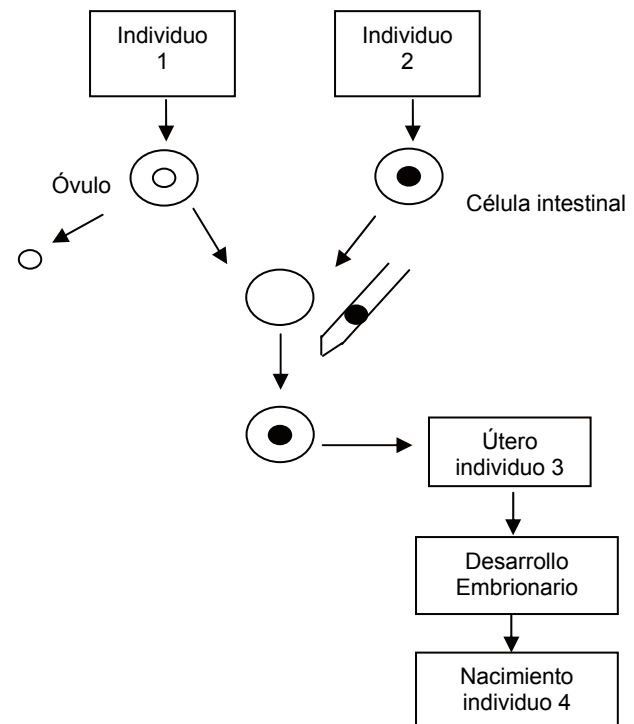 Individuo
1
Individuo
2
Óvulo
Célula intestinal
Útero
individuo 3
Desarrollo
Embrionario
Nacimiento
individuo 4